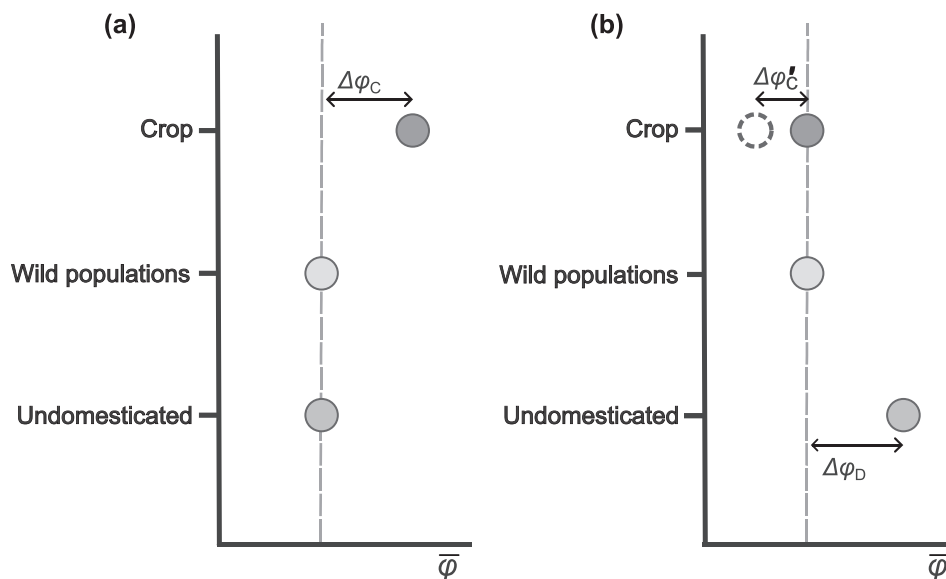 (a)
Δφ_C
Crop
Wild populations
Undomesticated
φ̅
(b)
Δφ′_C
Crop
Wild populations
Undomesticated
Δφ_D
φ̅